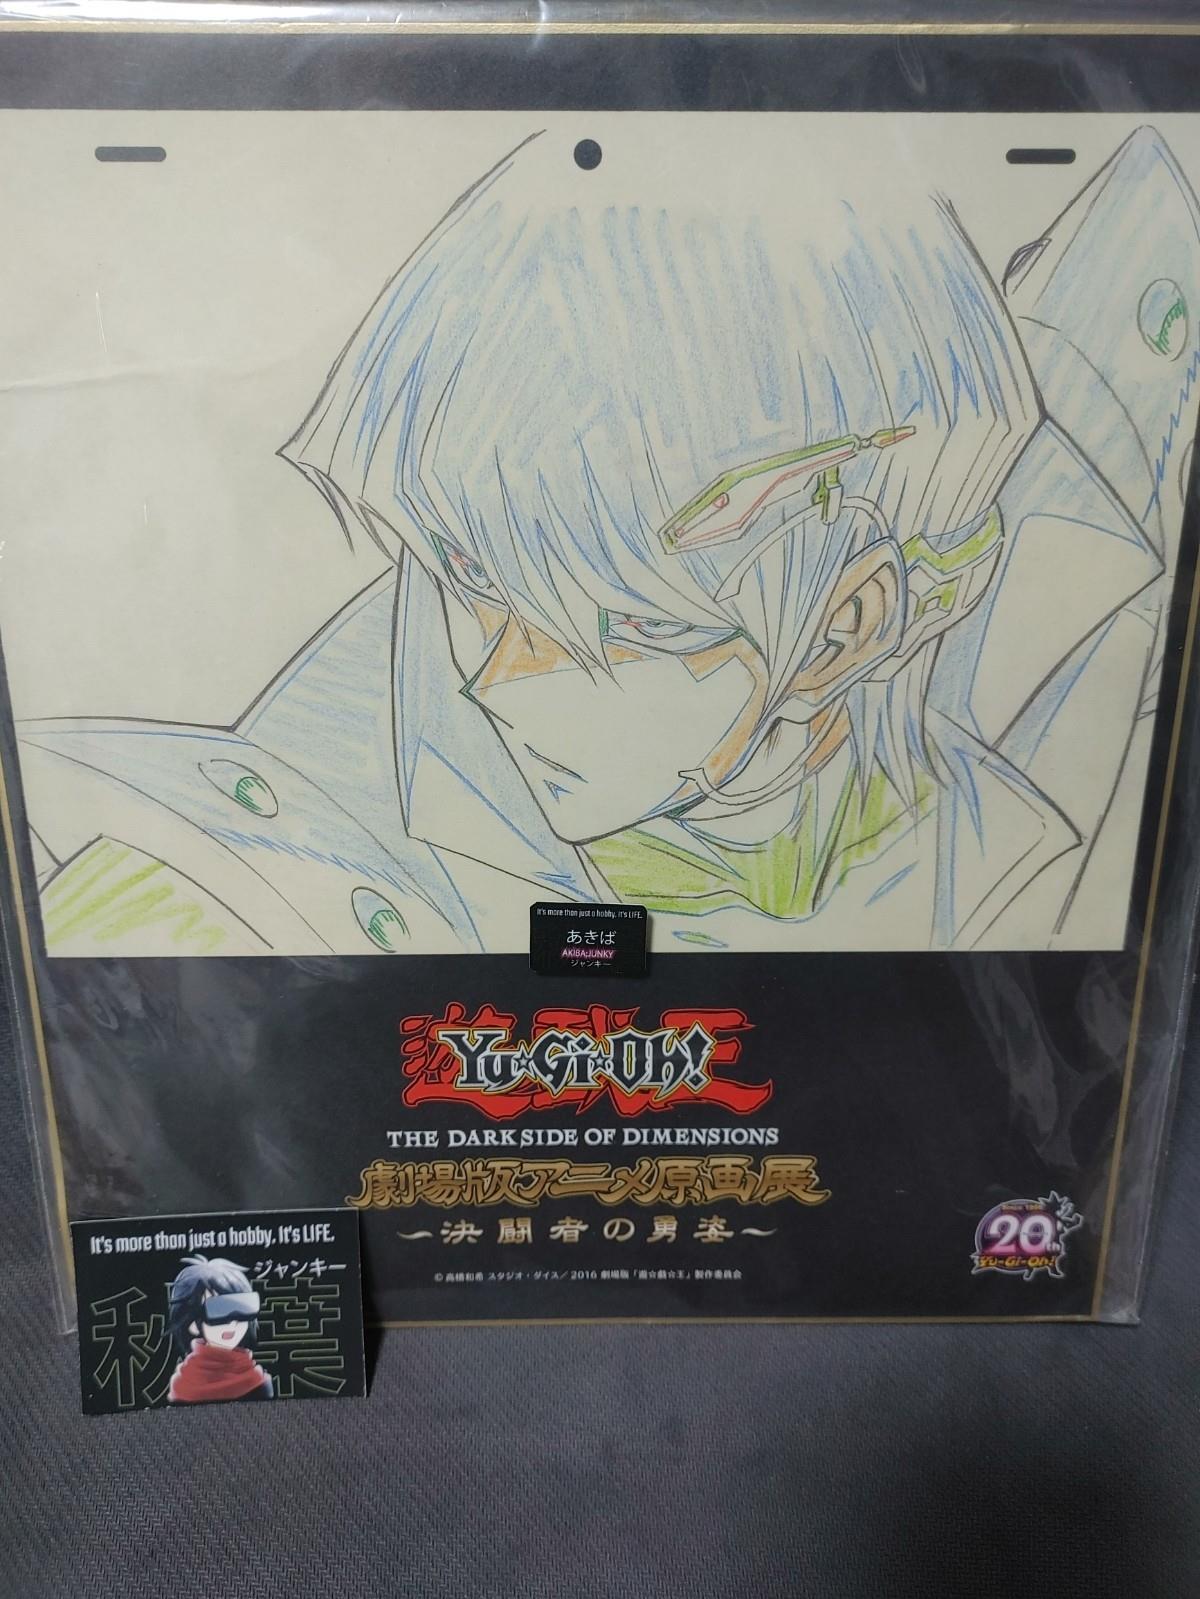 It's more than just a hobby. It's LIFE.
あきば
AKIBA:JUNKY
ジャンキー
遊戯王
Yu☆Gi☆Oh!
THE DARK SIDE OF DIMENSIONS
劇場版アニメ原画展
～決闘者の勇姿～
© 高橋和希 スタジオ・ダイス／2016 劇場版「遊☆戯☆王」製作委員会
Since 1996
20th
Yu-Gi-Oh!
It's more than just a hobby. It's LIFE.
ジャンキー
秋葉